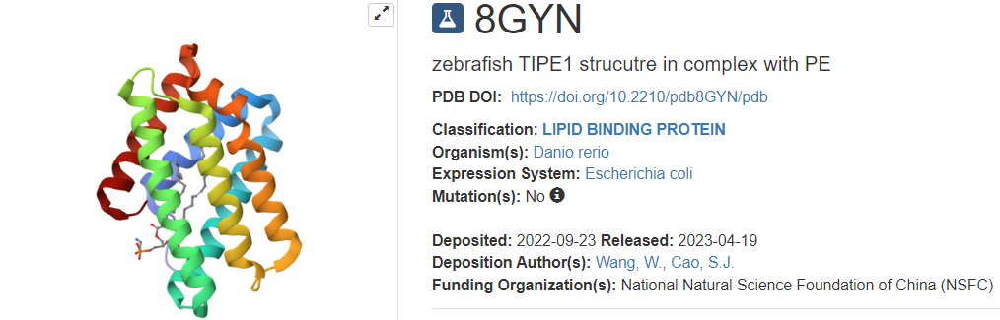 8GYN
zebrafish TIPE1 strucutre in complex with PE
PDB DOI: https://doi.org/10.2210/pdb8GYN/pdb
Classification: LIPID BINDING PROTEIN
Organism(s): Danio rerio
Expression System: Escherichia coli
Mutation(s): No
Deposited: 2022-09-23 Released: 2023-04-19
Deposition Author(s): Wang, W., Cao, S.J.
Funding Organization(s): National Natural Science Foundation of China (NSFC)